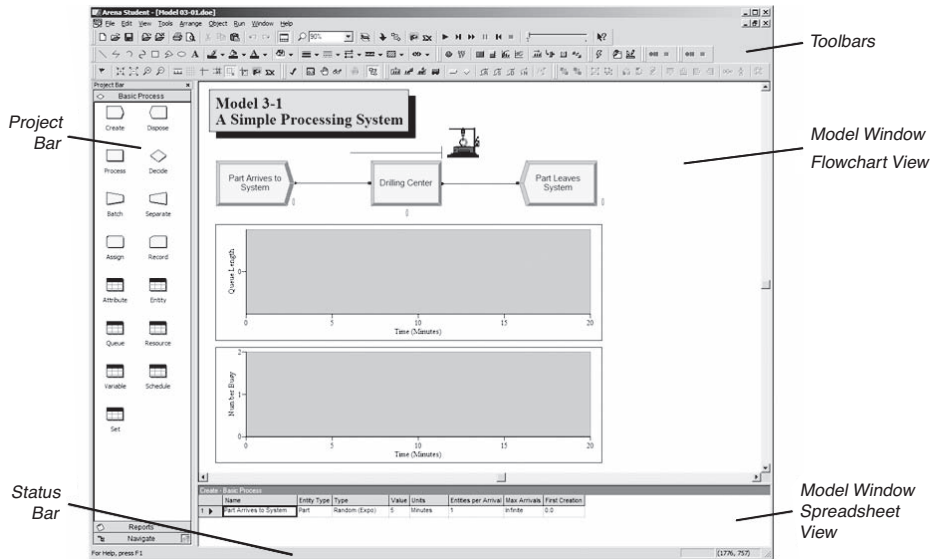 Arena Student - [Model 03-01.doe]
File Edit View Tools Arrange Object Run Window Help
90%
Toolbars
Project Bar
Basic Process
Create
Dispose
Process
Decide
Batch
Separate
Assign
Record
Attribute
Entity
Queue
Resource
Variable
Schedule
Set
Reports
Navigate
Project
Bar
Model 3-1
A Simple Processing System
Part Arrives to
System
Drilling Center
Part Leaves
System
0
0
0
Model Window
Flowchart View
Queue Length
0
0 5 10 15 20
Time (Minutes)
Number Busy
2
1
0
0 5 10 15 20
Time (Minutes)
Status
Bar
Create - Basic Process
Name Entity Type Type Value Units Entities per Arrival Max Arrivals First Creation
1 Part Arrives to System Part Random (Expo) 5 Minutes 1 Infinite 0.0
Model Window
Spreadsheet
View
For Help, press F1
(1776, 757)